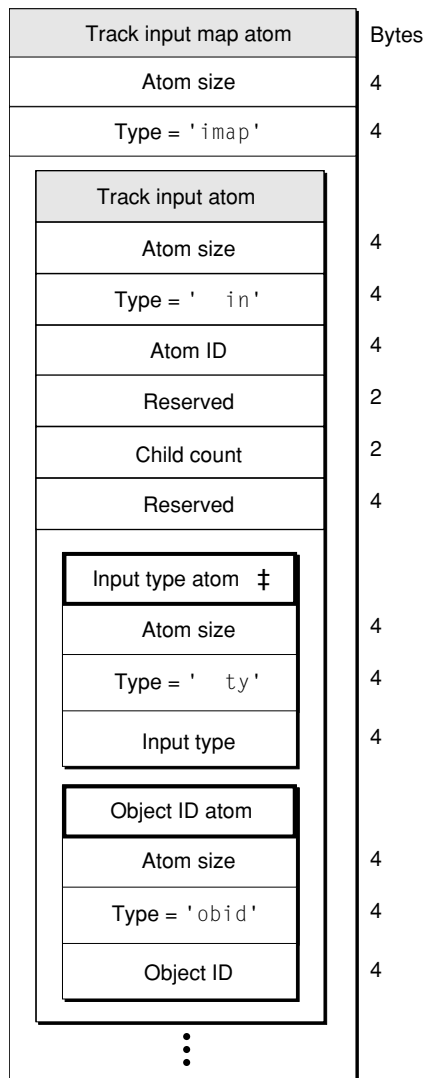 Track input map atom Bytes
Atom size 4
Type = 'imap' 4
Track input atom
Atom size 4
Type = '  in' 4
Atom ID 4
Reserved 2
Child count 2
Reserved 4
Input type atom ‡
Atom size 4
Type = '  ty' 4
Input type 4
Object ID atom
Atom size 4
Type = 'obid' 4
Object ID 4